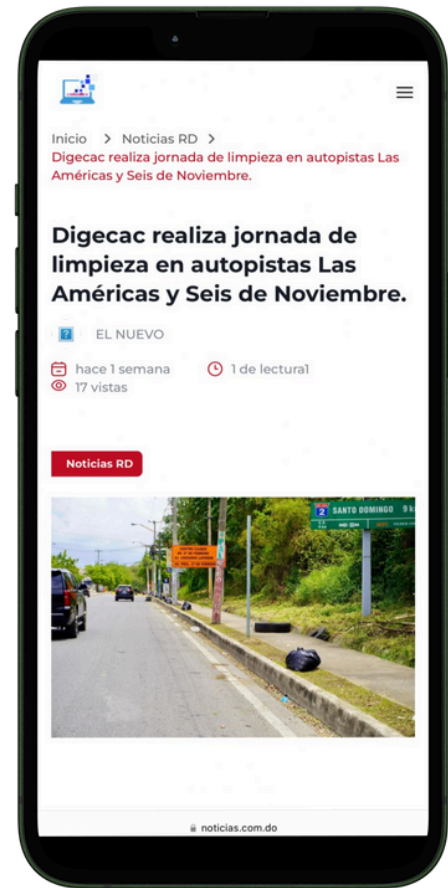 Inicio > Noticias RD >
Digecac realiza jornada de limpieza en autopistas Las
Américas y Seis de Noviembre.
Digecac realiza jornada de
limpieza en autopistas Las
Américas y Seis de Noviembre.
EL NUEVO
hace 1 semana 1 de lectura1
17 vistas
Noticias RD
2 SANTO DOMINGO 9 k
noticias.com.do